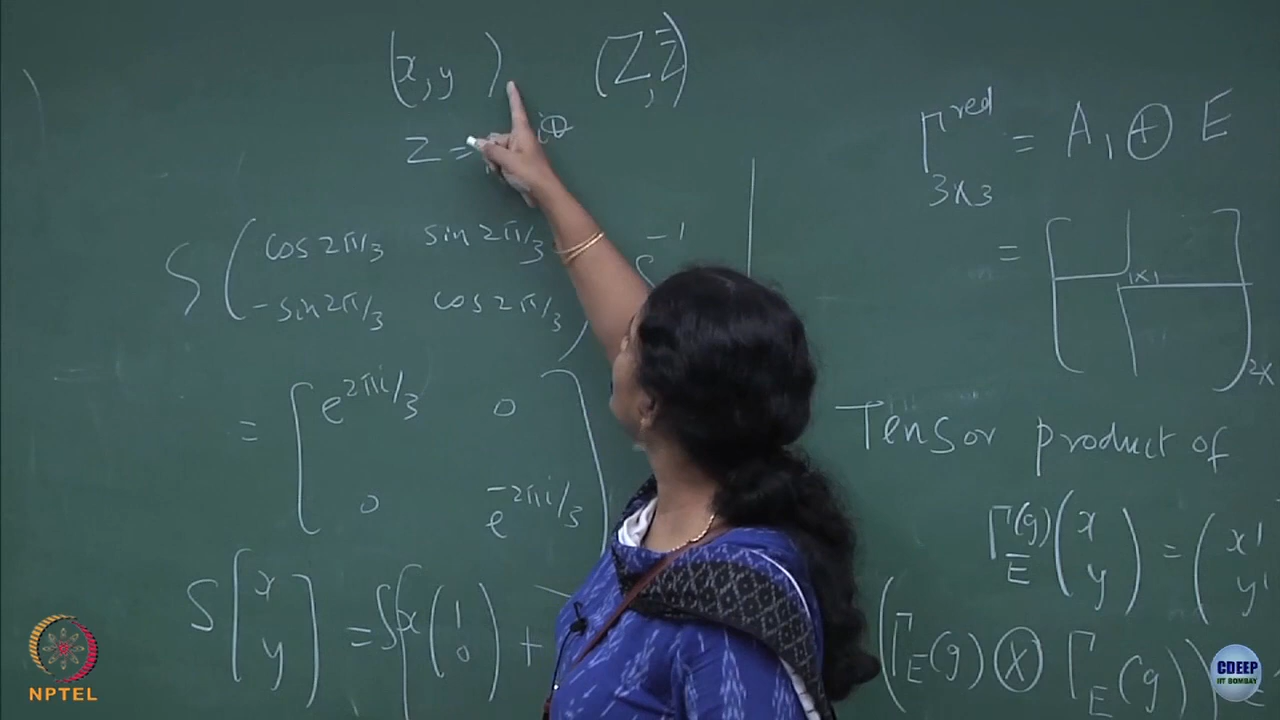 (x, y) (Z, Z̄)
z = iθ
S ( cos 2π/3 sin 2π/3
-sin 2π/3 cos 2π/3 ) S⁻¹
= [ e^{2πi/3} 0
0 e^{-2πi/3} ]
S [ x
y ] = S { x ( 1
0 ) +
Γ^{red}_{3x3} = A₁ ⊕ E
= [ 1x1
]_{2x
Tensor product of
Γ_E(g) ( x
y ) = ( x'
y'
( Γ_E(g) ⊗ Γ_E(g) )
NPTEL
CDEEP
IIT BOMBAY